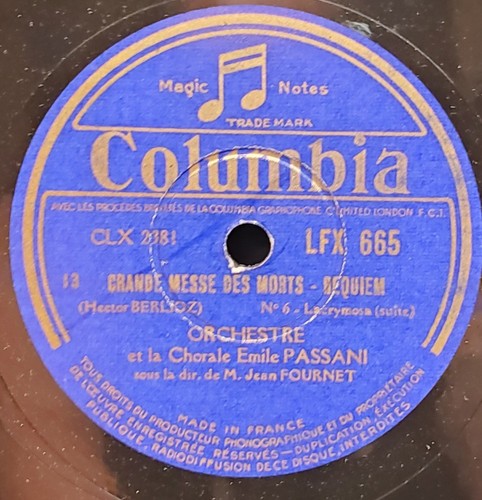 Magic Notes
TRADE MARK
Columbia
AVEC LES PROCÉDÉS BREVETÉS DE LA COLUMBIA GRAPHOPHONE Cº LIMITED LONDON F.C.I.
CLX 2381 LFX 665
13 GRANDE MESSE DES MORTS - REQUIEM
(Hector BERLIOZ) Nº 6 - Lacrymosa (suite)
ORCHESTRE
et la Chorale Emile PASSANI
sous la dir. de M. Jean FOURNET
MADE IN FRANCE
TOUS DROITS DU PRODUCTEUR PHONOGRAPHIQUE ET DU PROPRIÉTAIRE
DE L'ŒUVRE ENREGISTRÉE RÉSERVÉS - DUPLICATION, EXÉCUTION
PUBLIQUE, RADIODIFFUSION DE CE DISQUE, INTERDITES